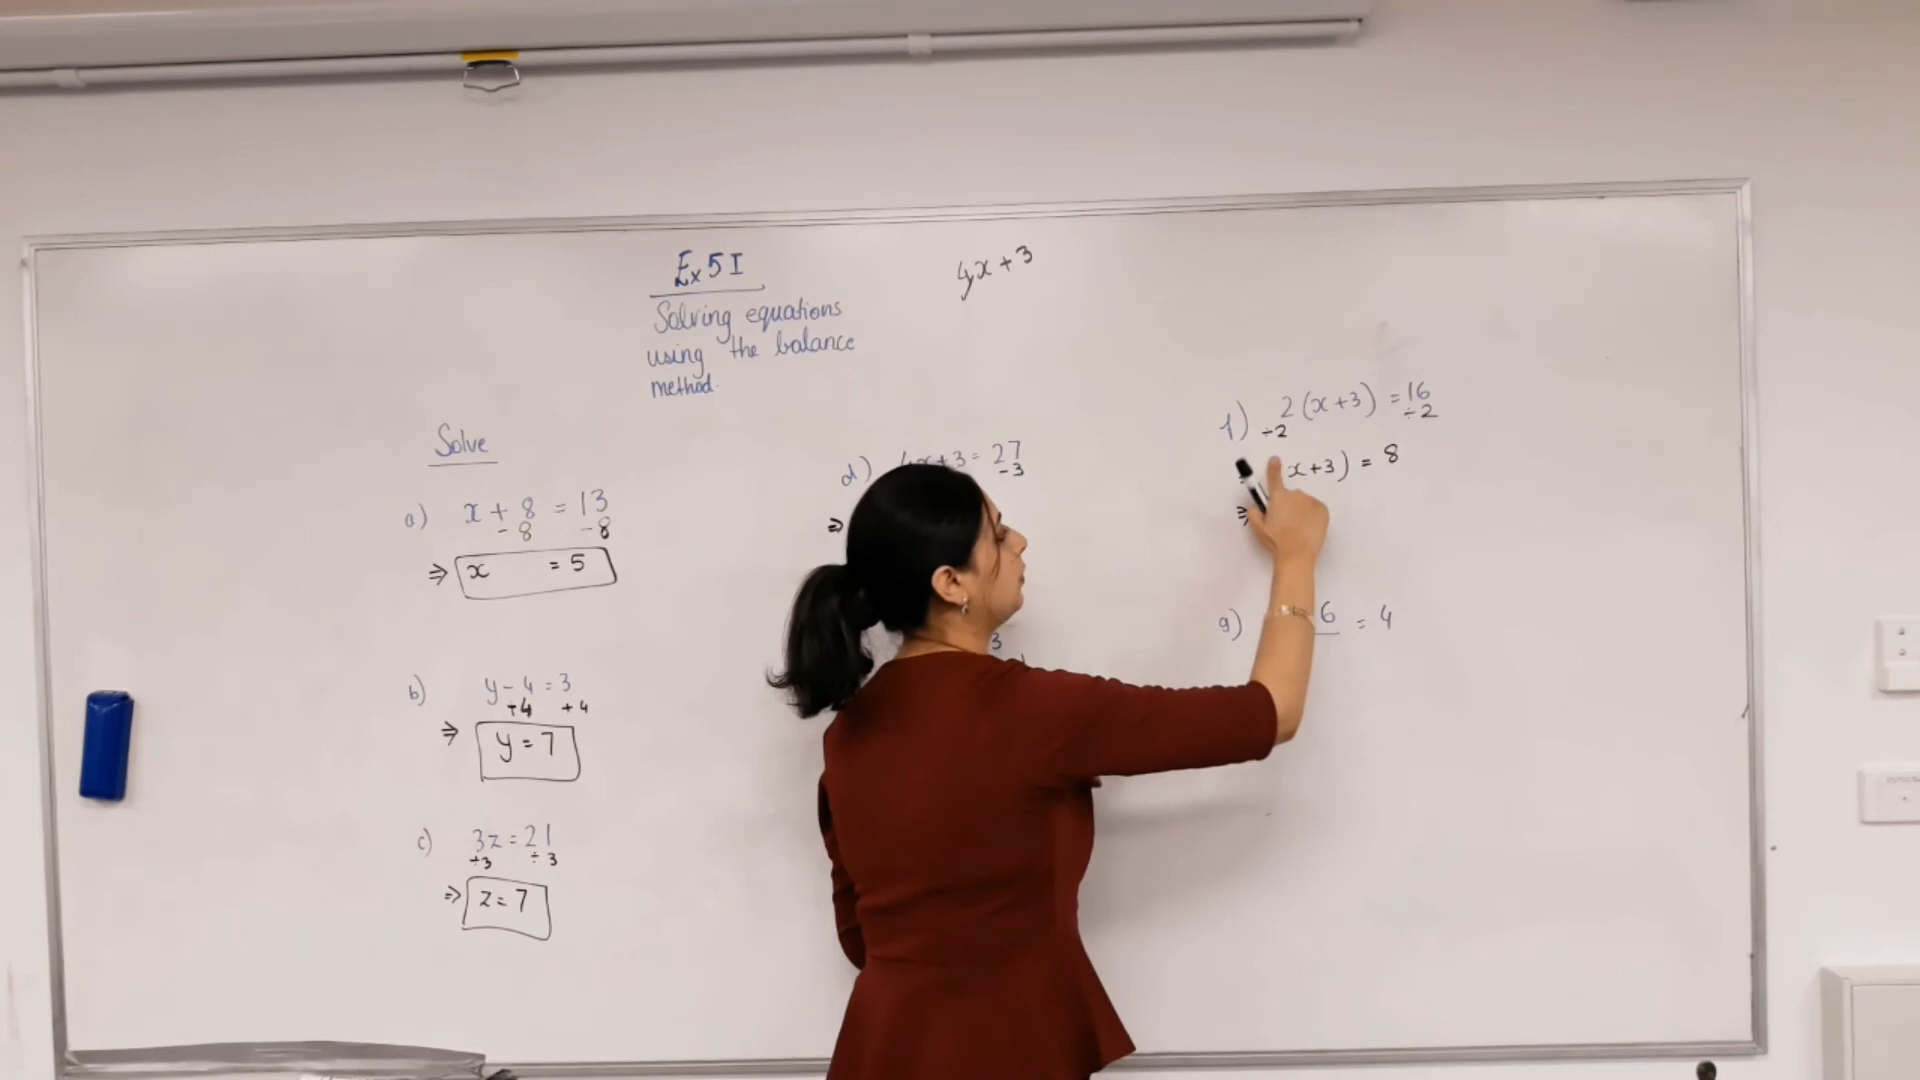 Ex 5I
Solving equations
using the balance
method.
4x + 3
Solve
a) x + 8 = 13
- 8 - 8
⇒ x = 5
b) y - 4 = 3
+4 +4
⇒ y = 7
c) 3z = 21
÷3 ÷3
⇒ z = 7
d) 4x + 3 = 27
- 3
⇒
3
f) 2(x + 3) = 16
÷2 ÷2
x + 3) = 8
⇒
g) 6 = 4